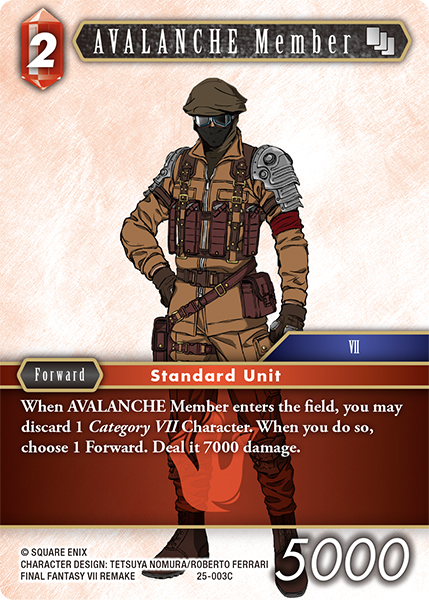 2
AVALANCHE Member
VII
Forward
Standard Unit
When AVALANCHE Member enters the field, you may
discard 1 Category VII Character. When you do so,
choose 1 Forward. Deal it 7000 damage.
© SQUARE ENIX
CHARACTER DESIGN: TETSUYA NOMURA/ROBERTO FERRARI
FINAL FANTASY VII REMAKE 25-003C
5000